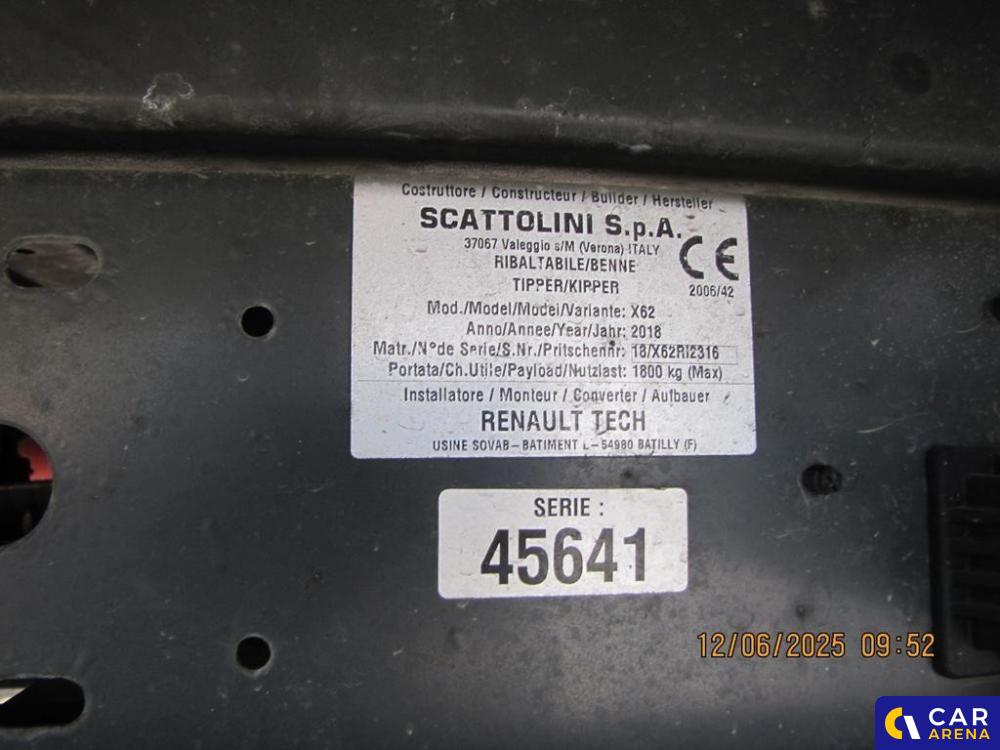 Costruttore / Constructeur / Builder / Hersteller
SCATTOLINI S.p.A.
37067 Valeggio s/M (Verona) ITALY
RIBALTABILE/BENNE
TIPPER/KIPPER
CE
2006/42
Mod./Model/Model/Variante: X62
Anno/Annee/Year/Jahr: 2018
Matr./N°de Serie/S.Nr./Pritschennr: 18/X62RI2316
Portata/Ch.Utile/Payload/Nutzlast: 1800 kg (Max)
Installatore / Monteur / Converter / Aufbauer
RENAULT TECH
USINE SOVAB – BATIMENT L – 54980 BATILLY (F)
SERIE :
45641
12/06/2025 09:52
CAR
ARENA